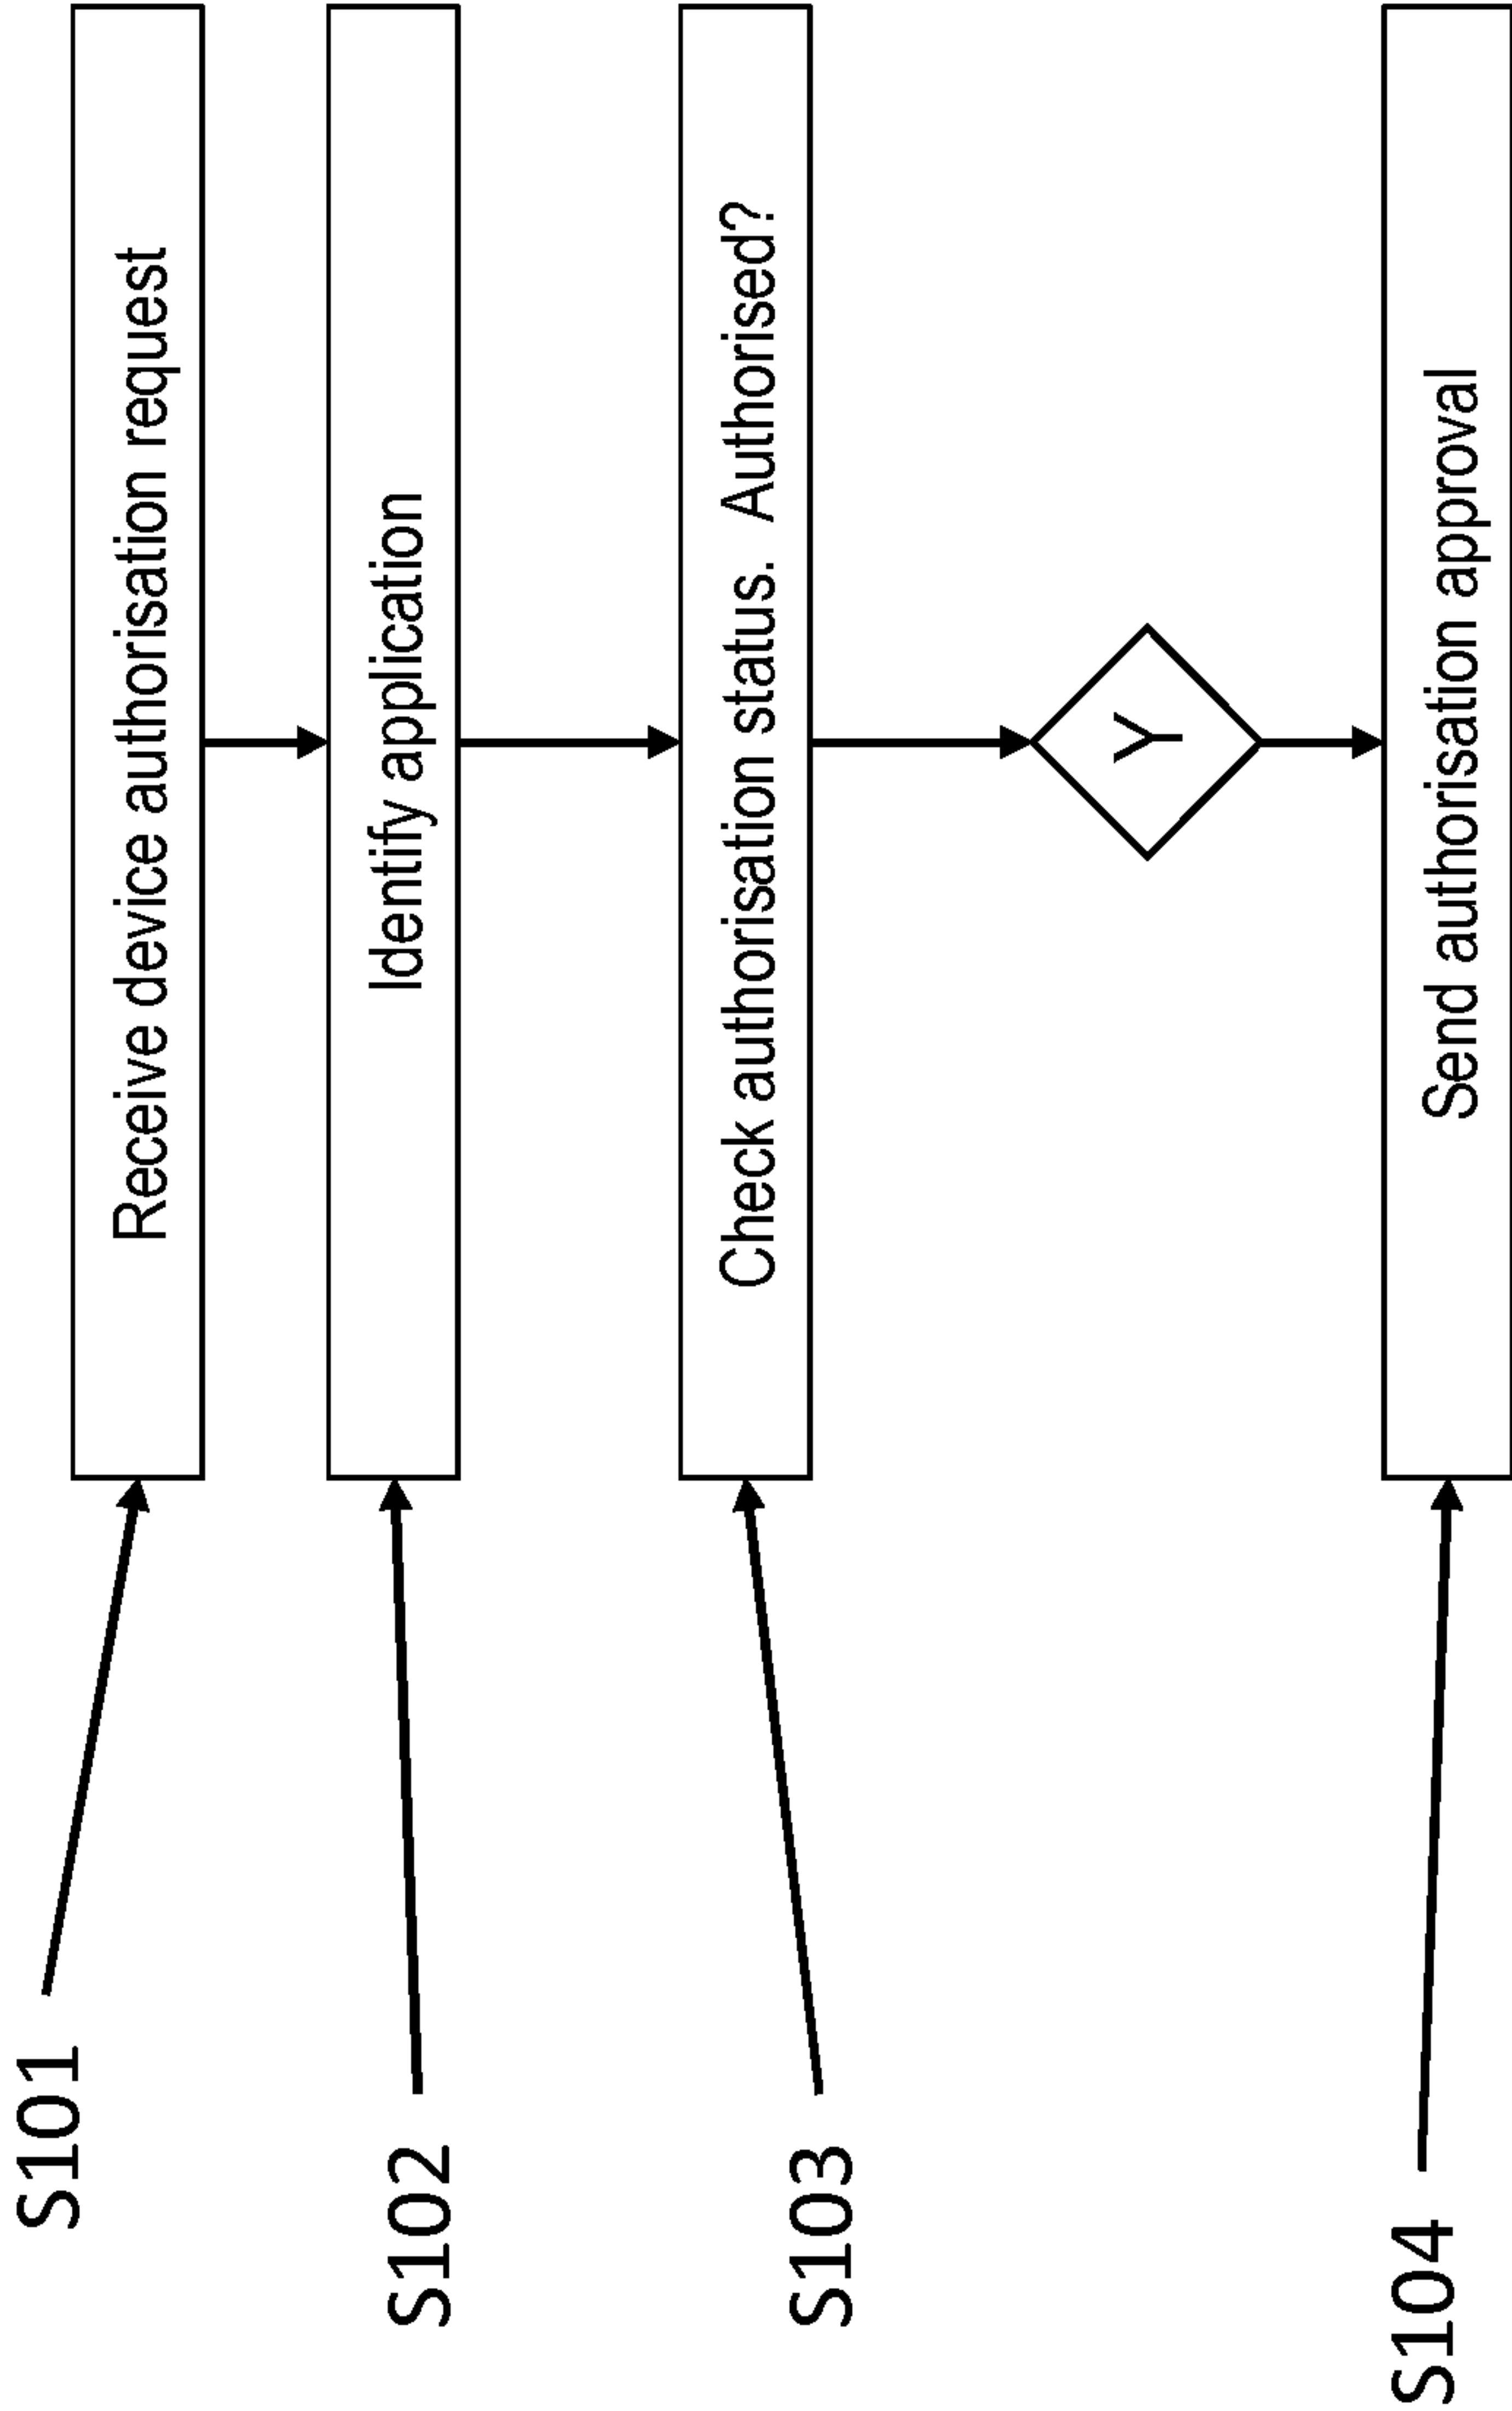 S101
Receive device authorisation request
S102
Identify application
S103
Check authorisation status. Authorised?
Y
S104
Send authorisation approval